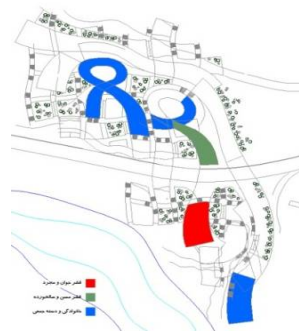 قشر جوان و مجرد
قشر مسن و سالخورده
خانوادگی و دسته جمعی